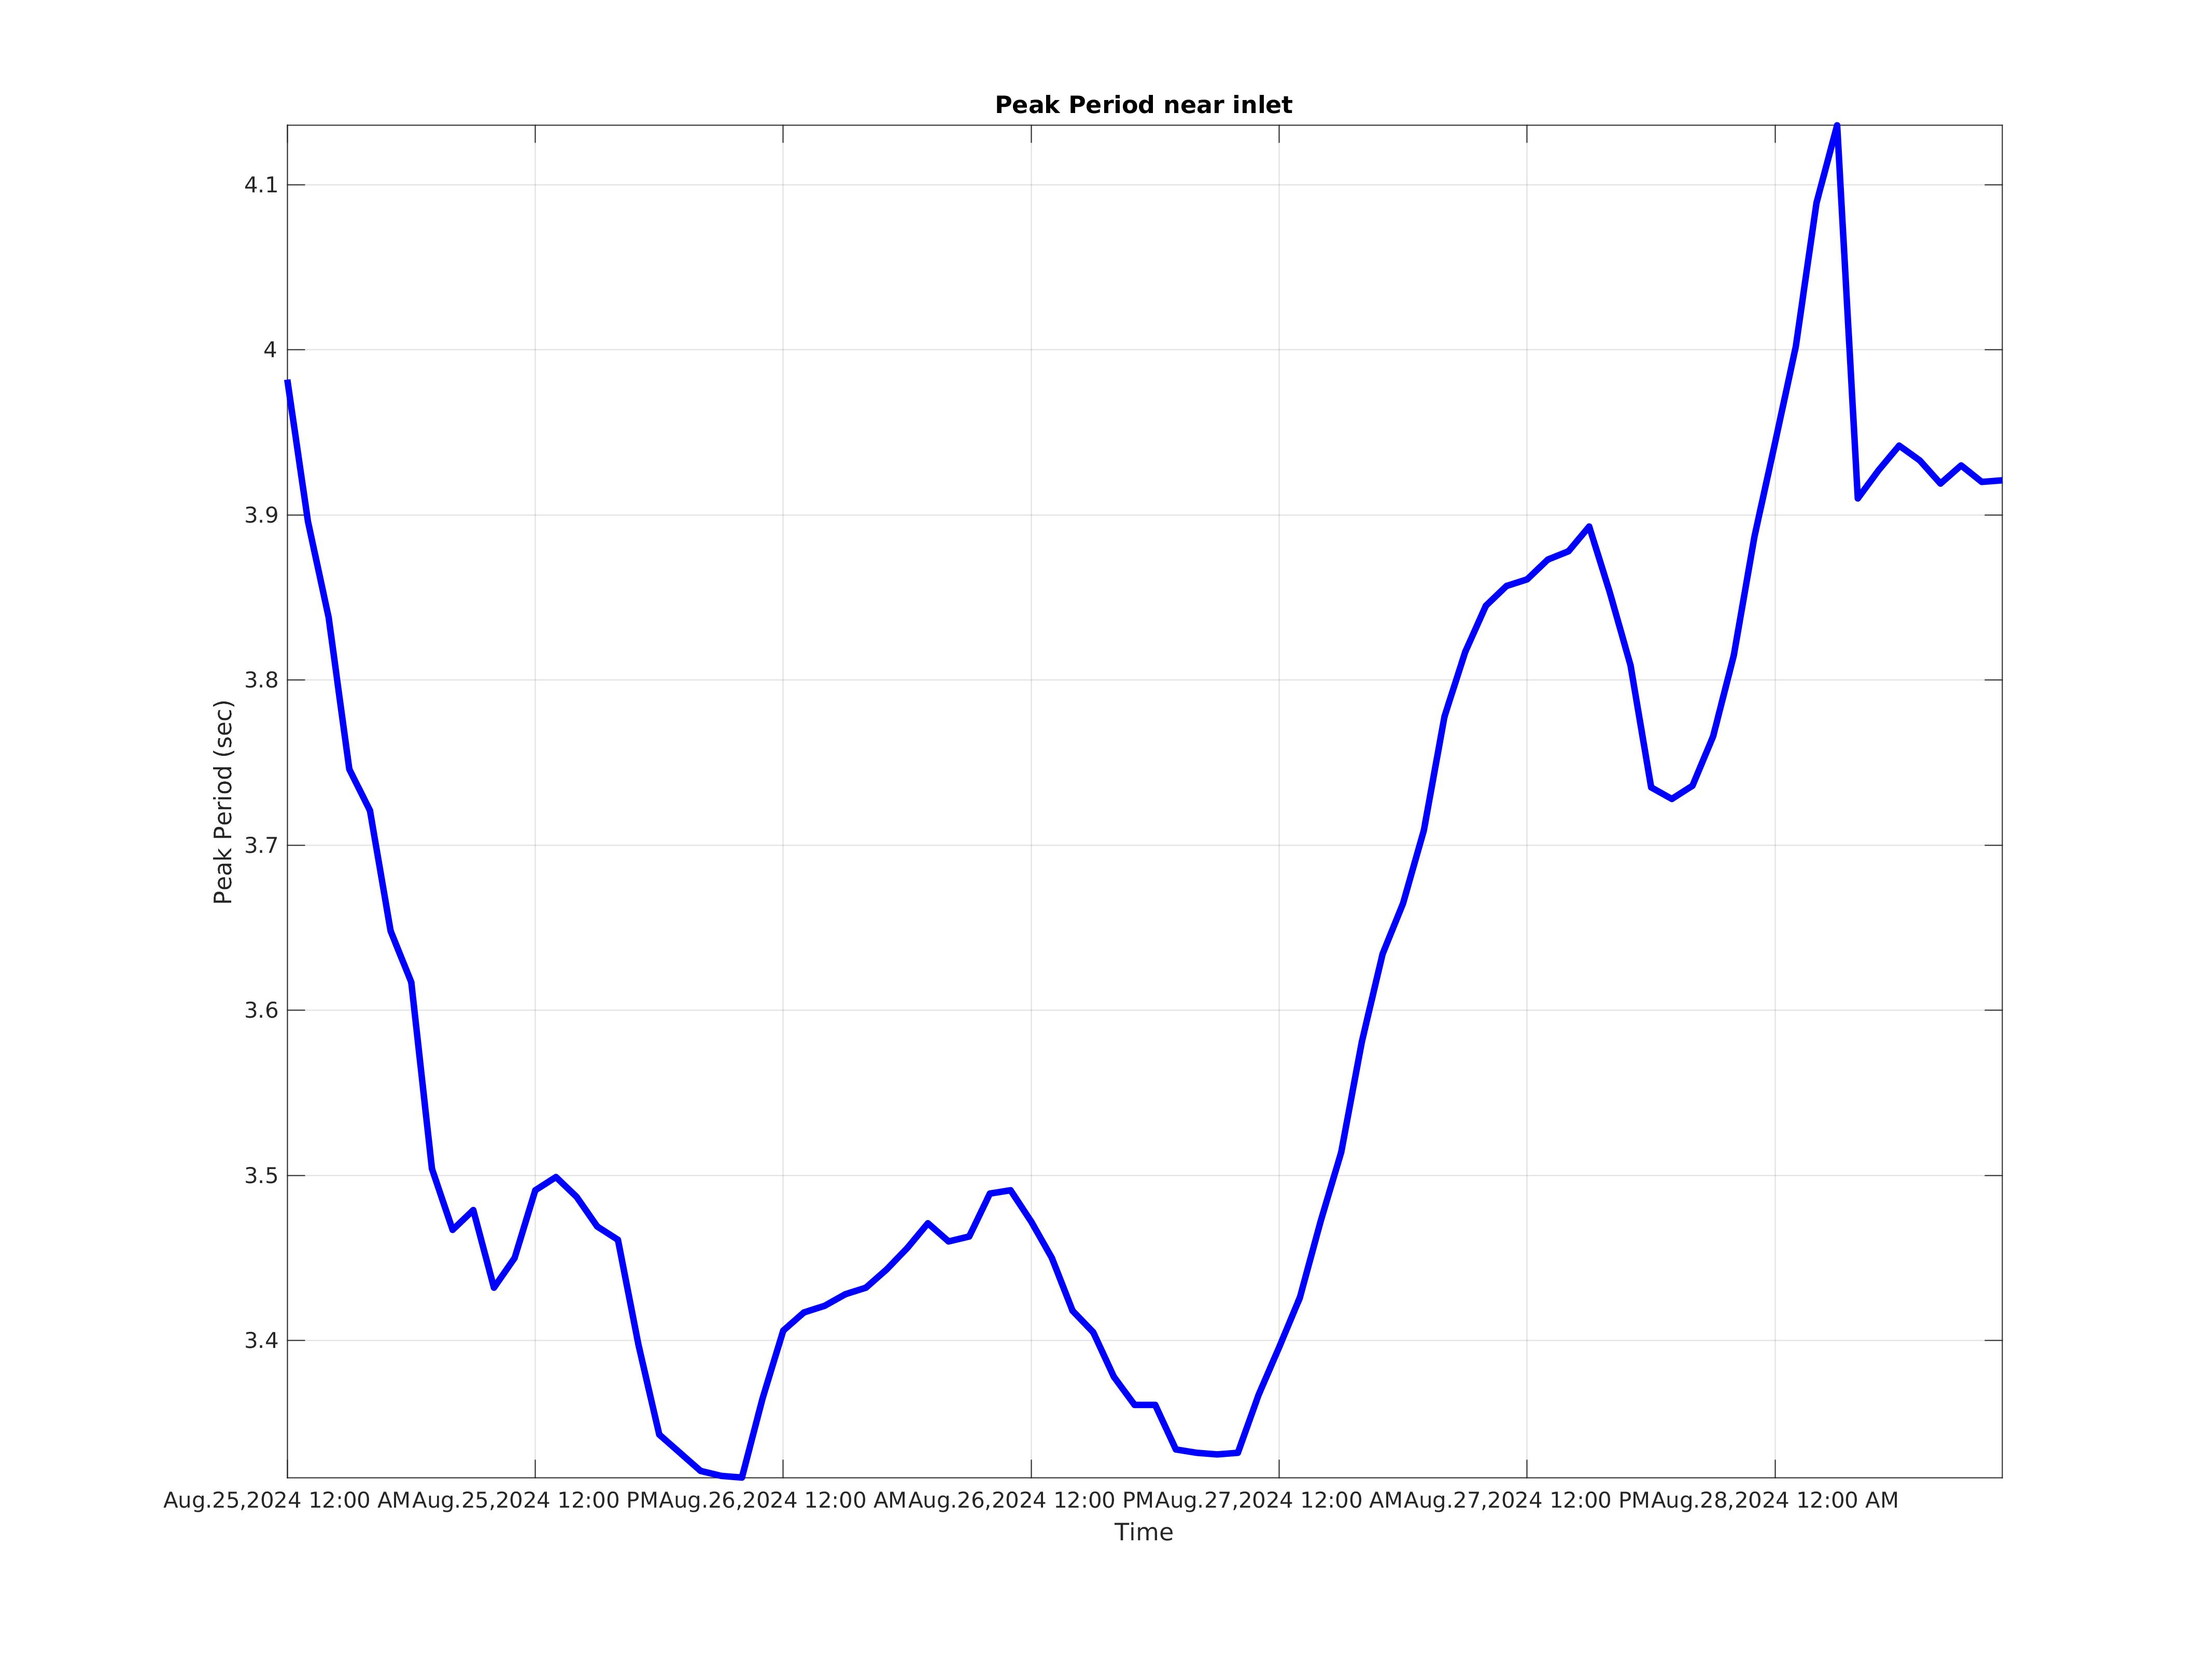 Peak Period near inlet
4.1
4
3.9
3.8
3.7
3.6
3.5
3.4
Peak Period (sec)
Aug.25,2024 12:00 AM
Aug.25,2024 12:00 PM
Aug.26,2024 12:00 AM
Aug.26,2024 12:00 PM
Aug.27,2024 12:00 AM
Aug.27,2024 12:00 PM
Aug.28,2024 12:00 AM
Time